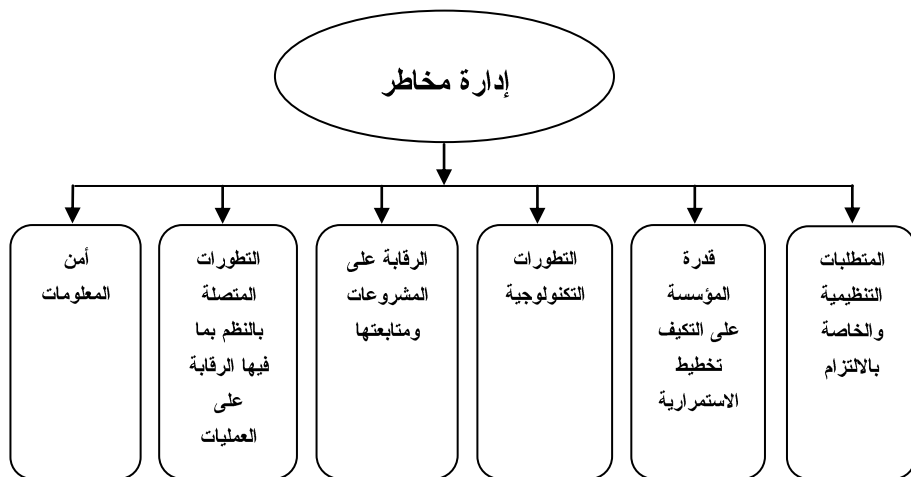 إدارة مخاطر
المتطلبات
التنظيمية
والخاصة
بالالتزام
قدرة
المؤسسة
على التكيف
تخطيط
الاستمرارية
التطورات
التكنولوجية
الرقابة على
المشروعات
ومتابعتها
التطورات
المتصلة
بالنظم بما
فيها الرقابة
على
العمليات
أمن
المعلومات